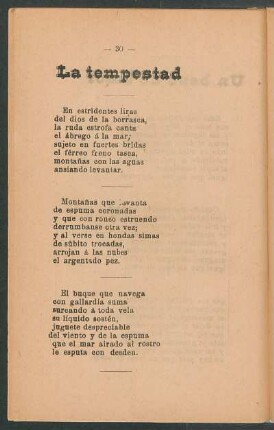 — 30 —
La tempestad
En estridentes liras
del dios de la borrasca,
la ruda estrofa cante
el ábrego á la mar;
sujeto en fuertes bridas
el férreo freno tasca,
montañas con las aguas
ansiando levantar.
Montañas que levanta
de espuma coronadas
y que con ronco estruendo
derrumbanse otra vez;
y al verse en hondas simas
de súbito trocadas,
arrojan á las nubes
el argentado pez.
El buque que navega
con gallardía suma
surcando á toda vela
su líquido sostén,
juguete despreciable
del viento y de la espuma
que el mar airado al rostro
le esputa con desden.